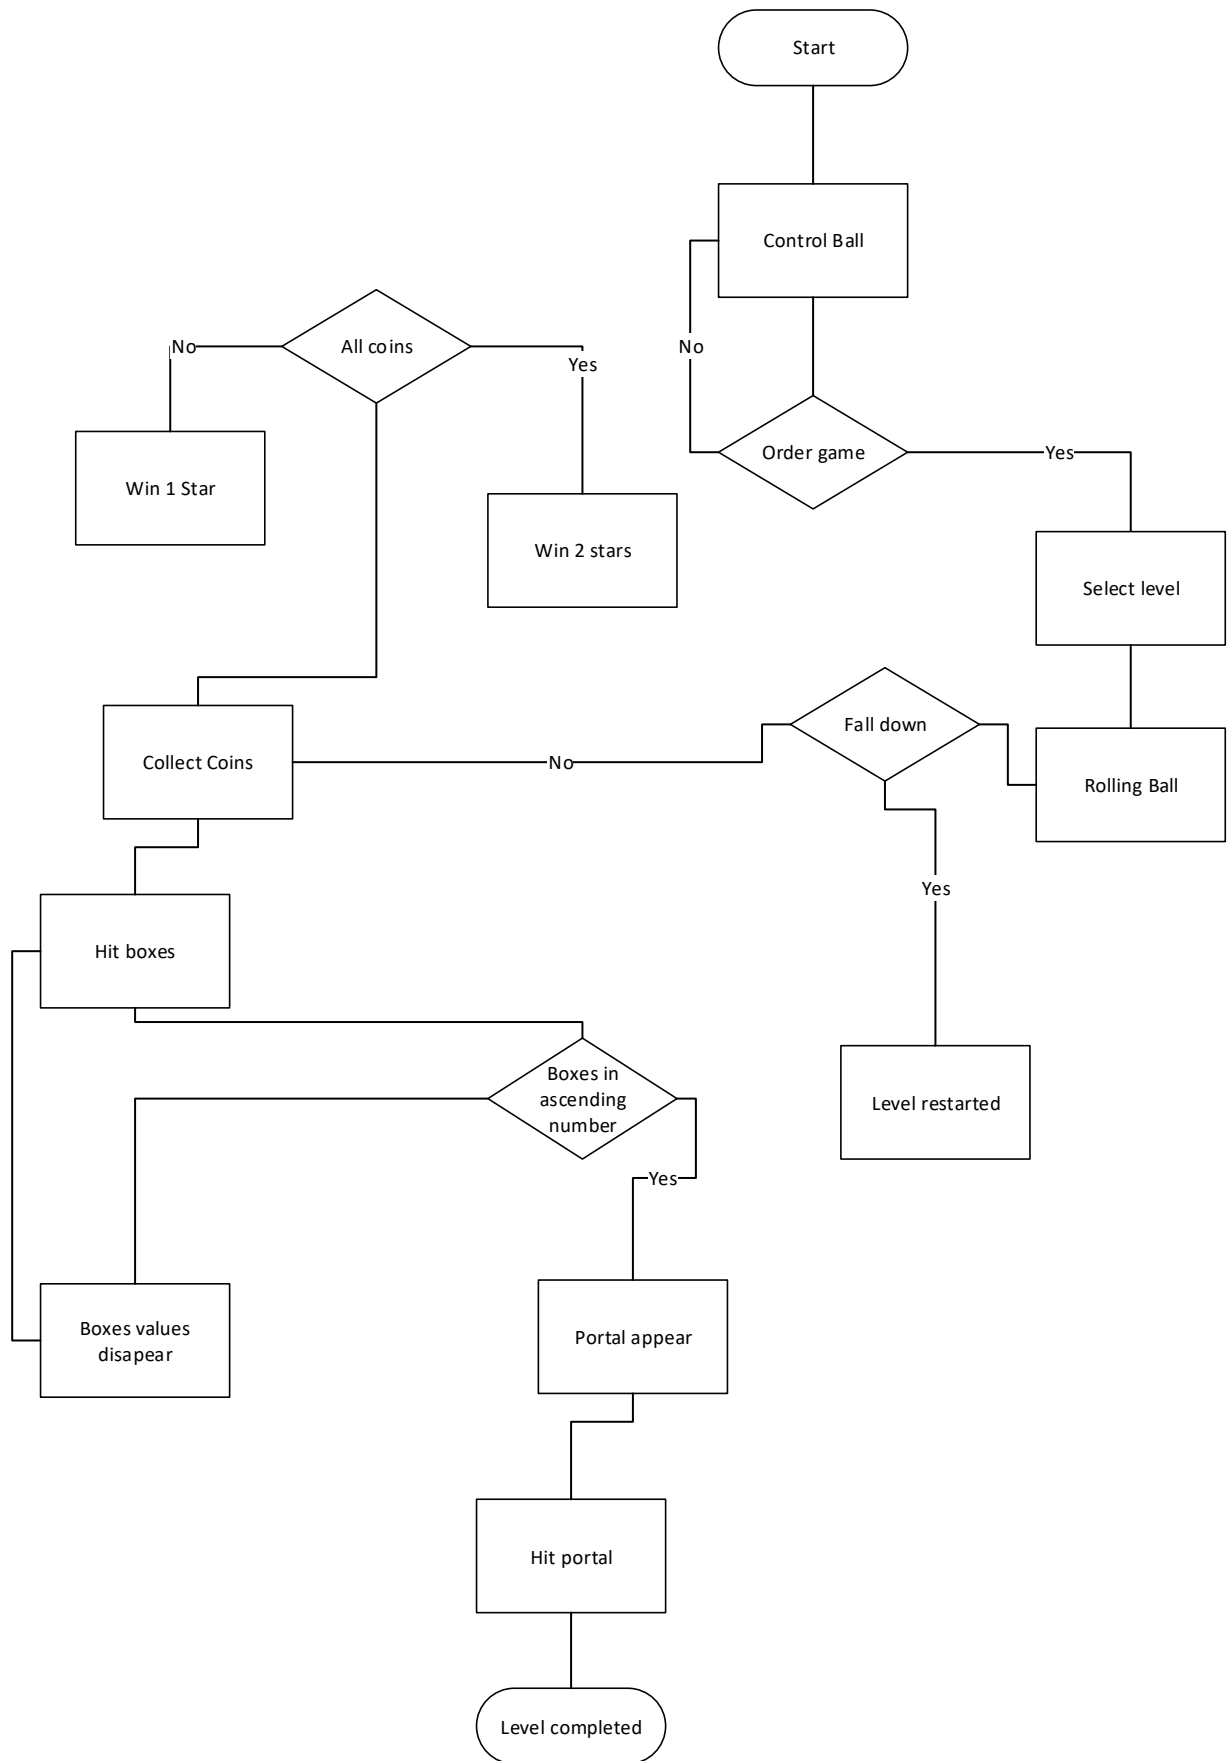 Start
Control Ball
No
All coins
No
Yes
Order game
Yes
Win 1 Star
Win 2 stars
Select level
Fall down
Collect Coins
No
Rolling Ball
Yes
Hit boxes
Boxes in
ascending
number
Level restarted
Yes
Boxes values
disapear
Portal appear
Hit portal
Level completed